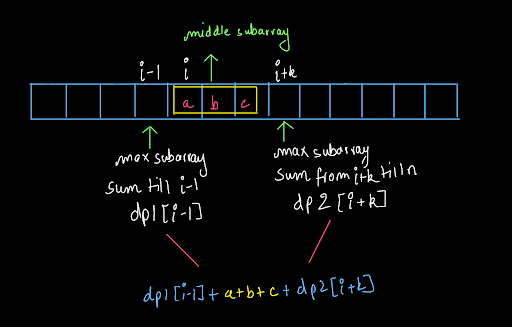 middle subarray
i-1 i i+k
a b c
max subarray
sum till i-1
dp1[i-1]
max subarray
sum from i+k till n
dp2[i+k]
dp1[i-1] + a+b+c + dp2[i+k]